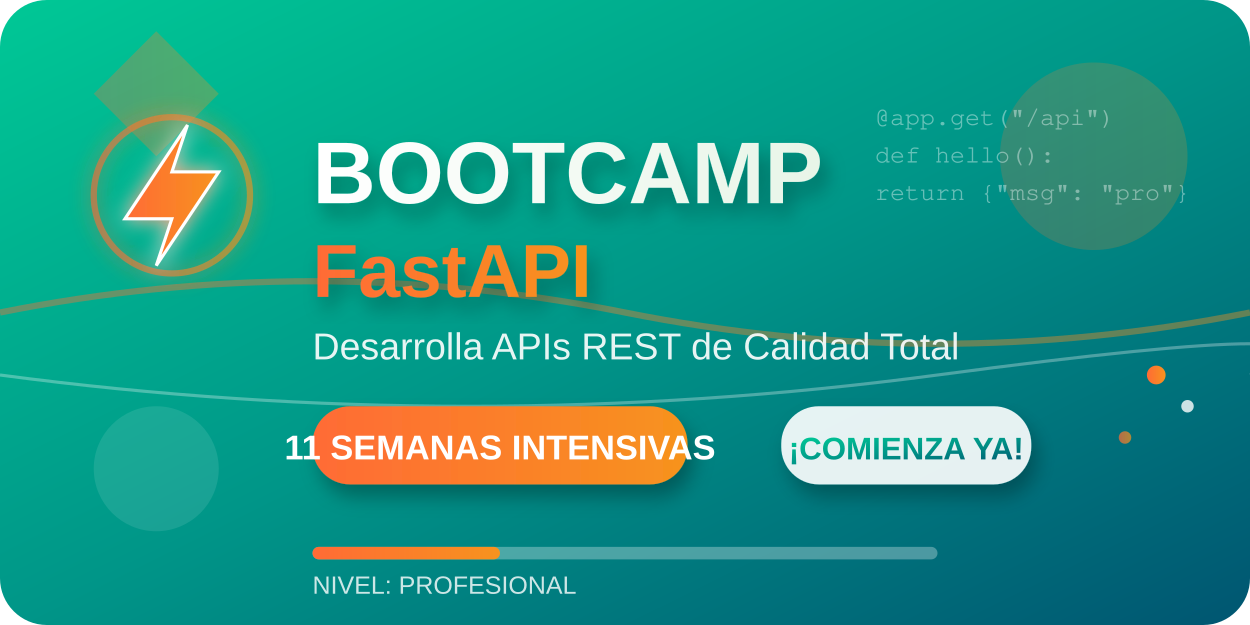 BOOTCAMP
FastAPI
Desarrolla APIs REST de Calidad Total
11 SEMANAS INTENSIVAS
¡COMIENZA YA!
NIVEL: PROFESIONAL
@app.get("/api")
def hello():
return {"msg": "pro"}